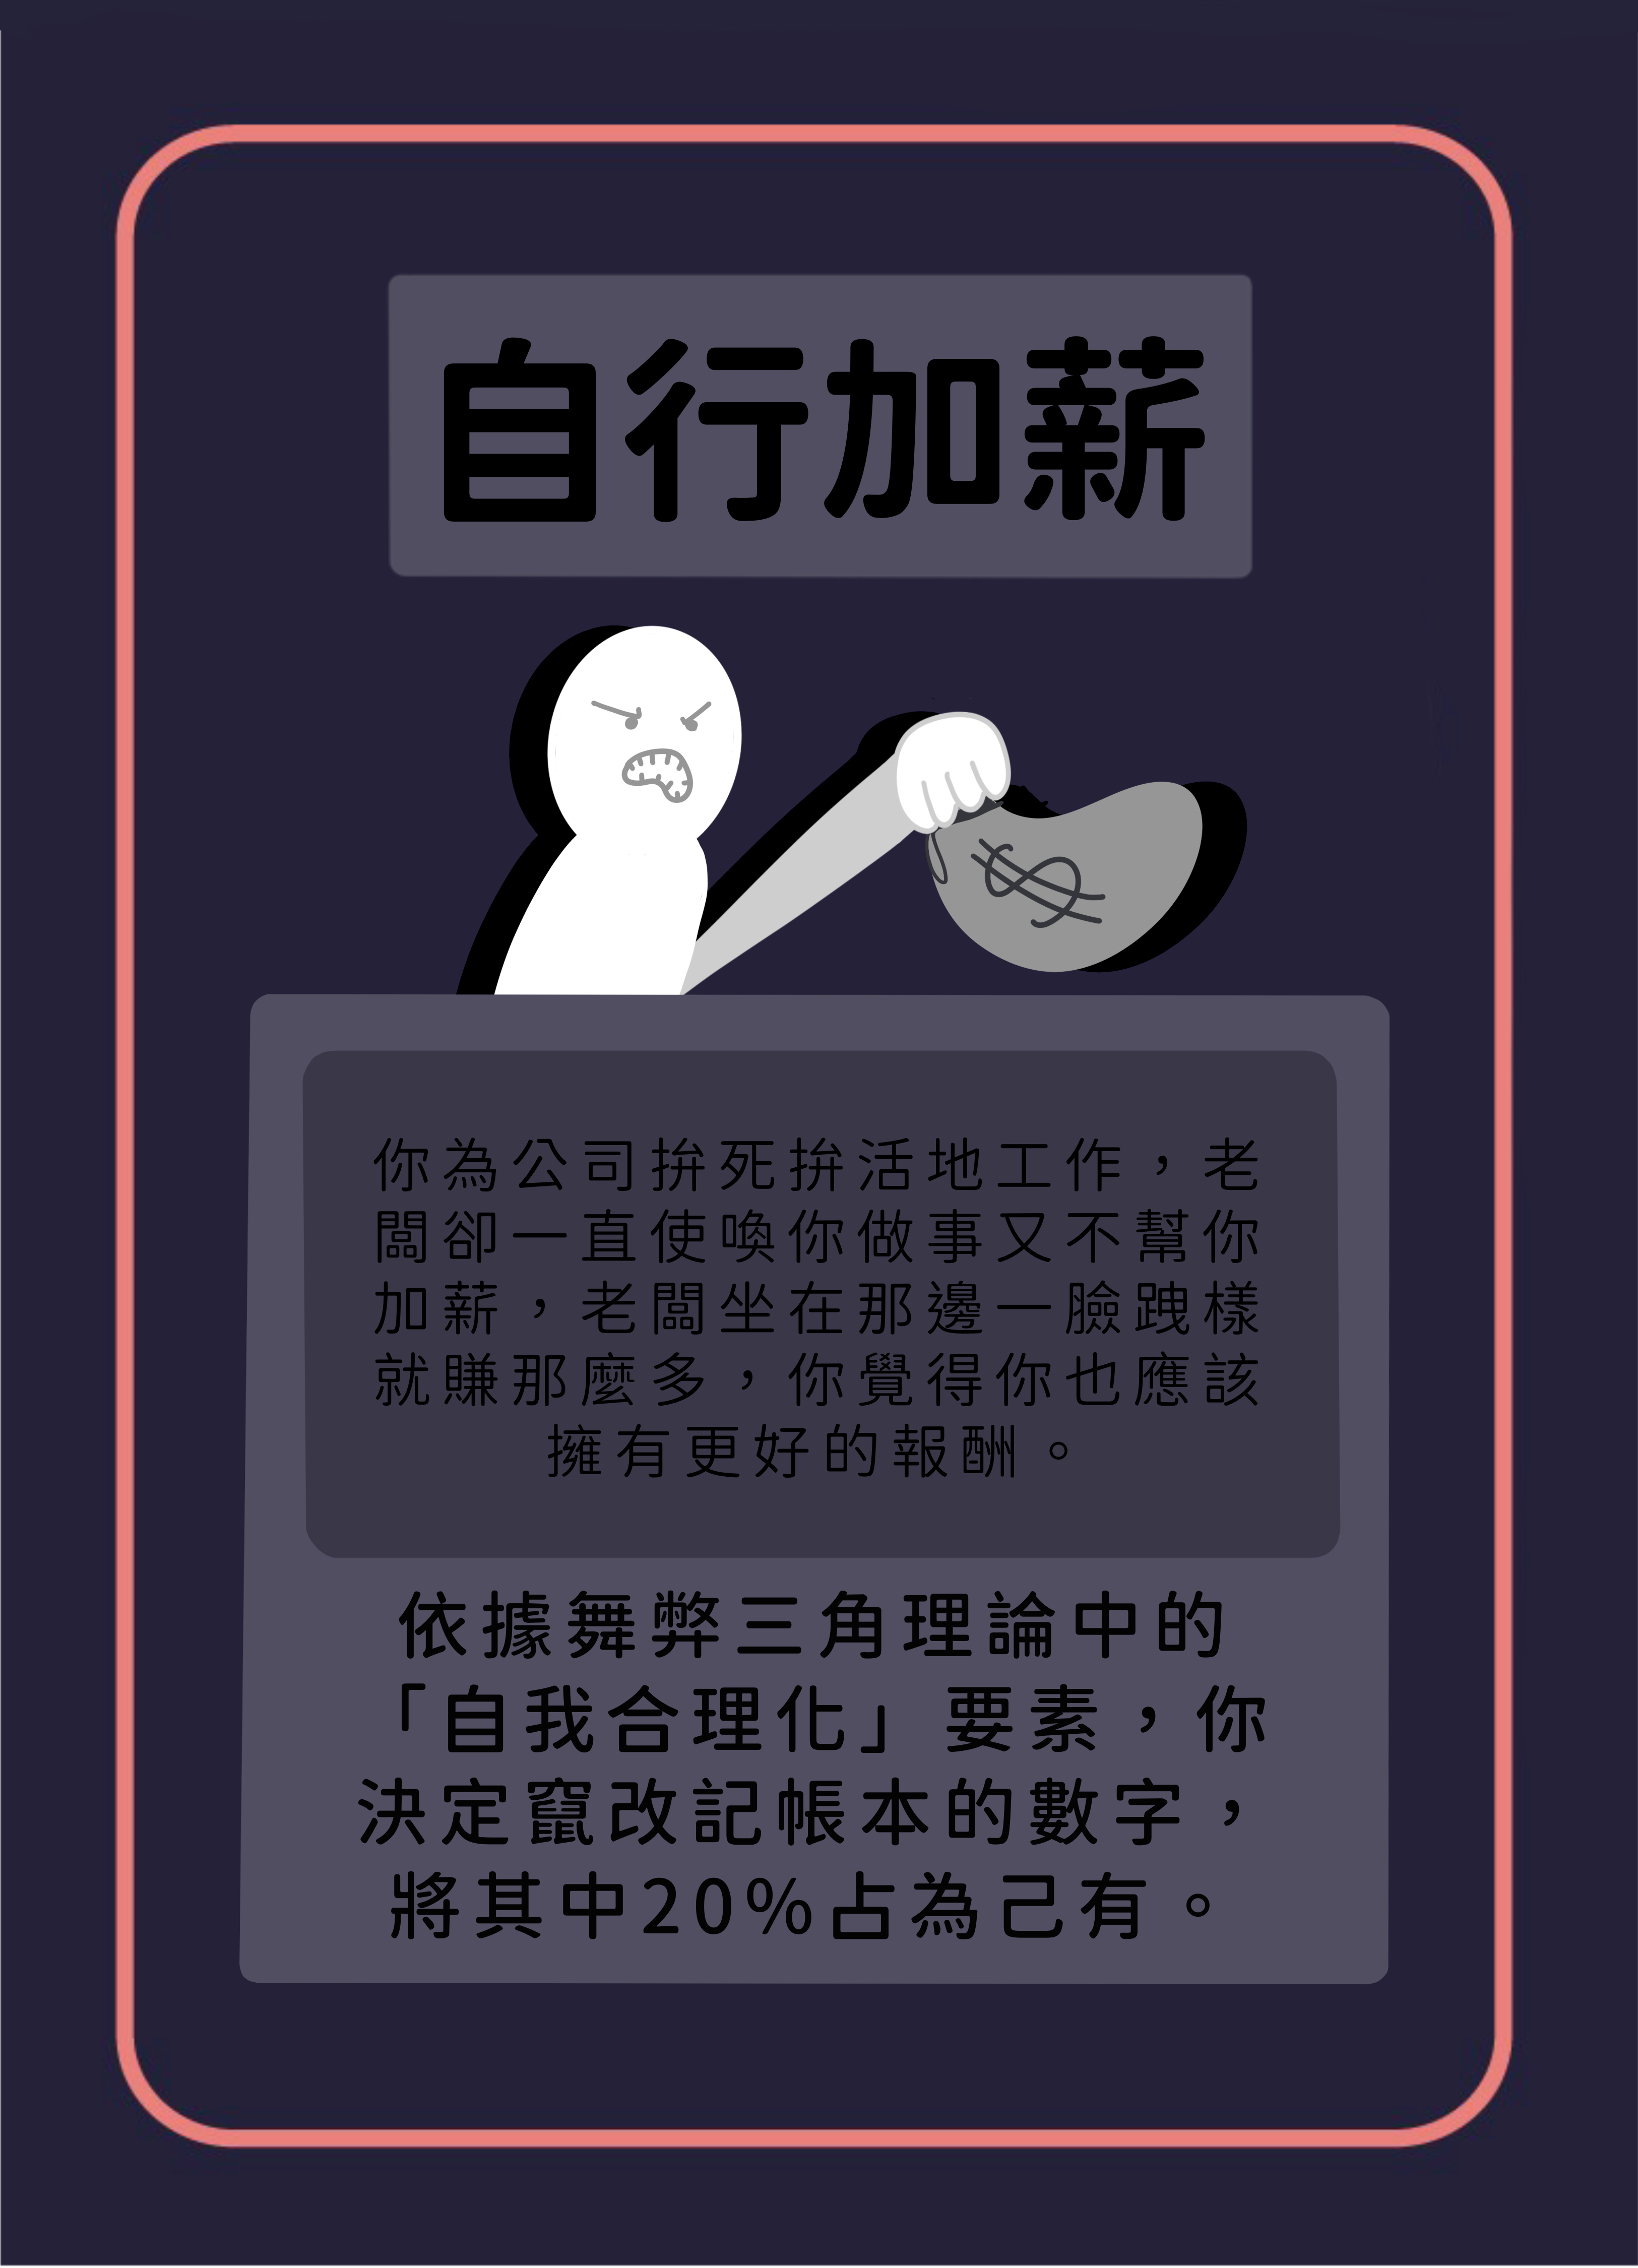 自行加薪
你為公司拚死拚活地工作，老
闆卻一直使喚你做事又不幫你
加薪，老闆坐在那邊一臉跩樣
就賺那麼多，你覺得你也應該
擁有更好的報酬。
依據舞弊三角理論中的
「自我合理化」要素，你
決定竄改記帳本的數字，
將其中20%占為己有。